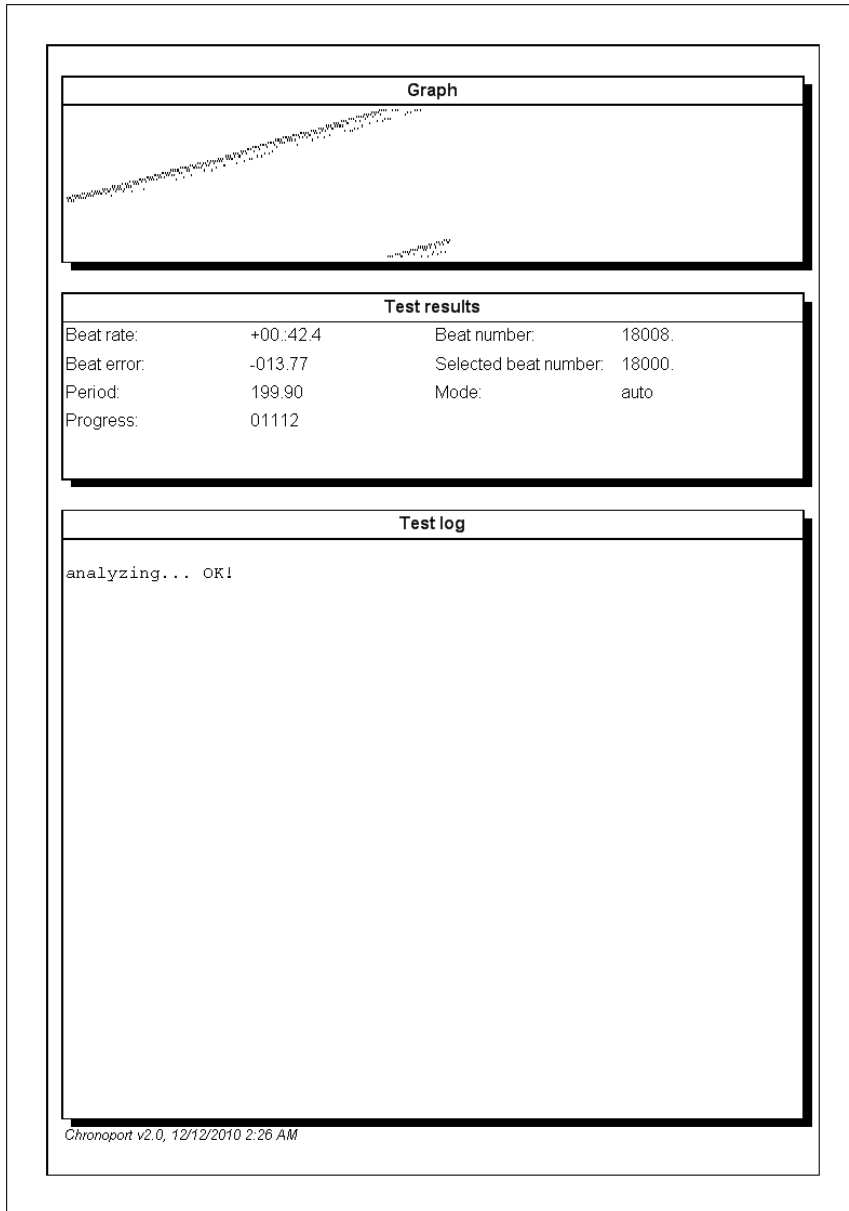 Graph
Test results
Beat rate: +00.:42.4 Beat number: 18008.
Beat error: -013.77 Selected beat number: 18000.
Period: 199.90 Mode: auto
Progress: 01112
Test log
analyzing... OK!
Chronoport v2.0, 12/12/2010 2:26 AM